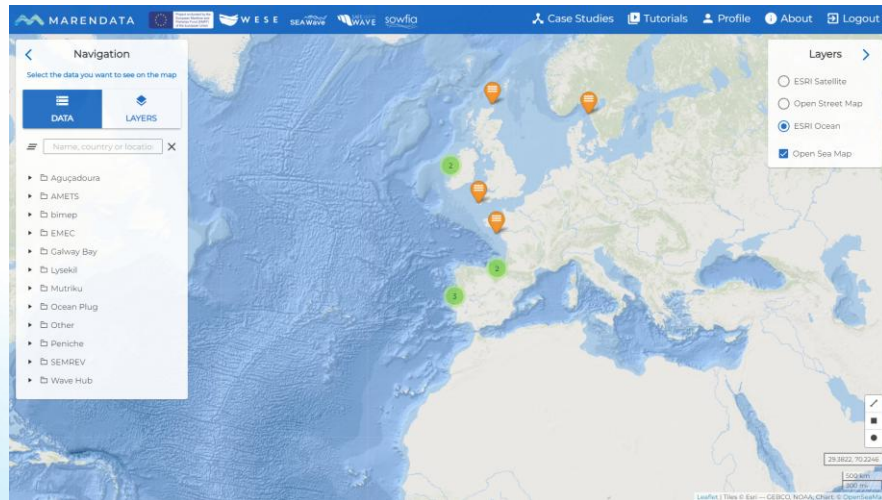 MARENDATA
WESE
SEA Wave
WAVE
sowfia
Case Studies
Tutorials
Profile
About
Logout
Navigation
Select the data you want to see on the map
DATA
LAYERS
Name, country or locatio
Aguçadoura
AMETS
bimep
EMEC
Galway Bay
Lysekil
Mutriku
Ocean Plug
Other
Peniche
SEMREV
Wave Hub
2
2
3
Layers
ESRI Satellite
Open Street Map
ESRI Ocean
Open Sea Map
29.3822, 70.2246
500 km
300 mi
Leaflet | Tiles © Esri — GEBCO, NOAA, Chart: © OpenSeaMa